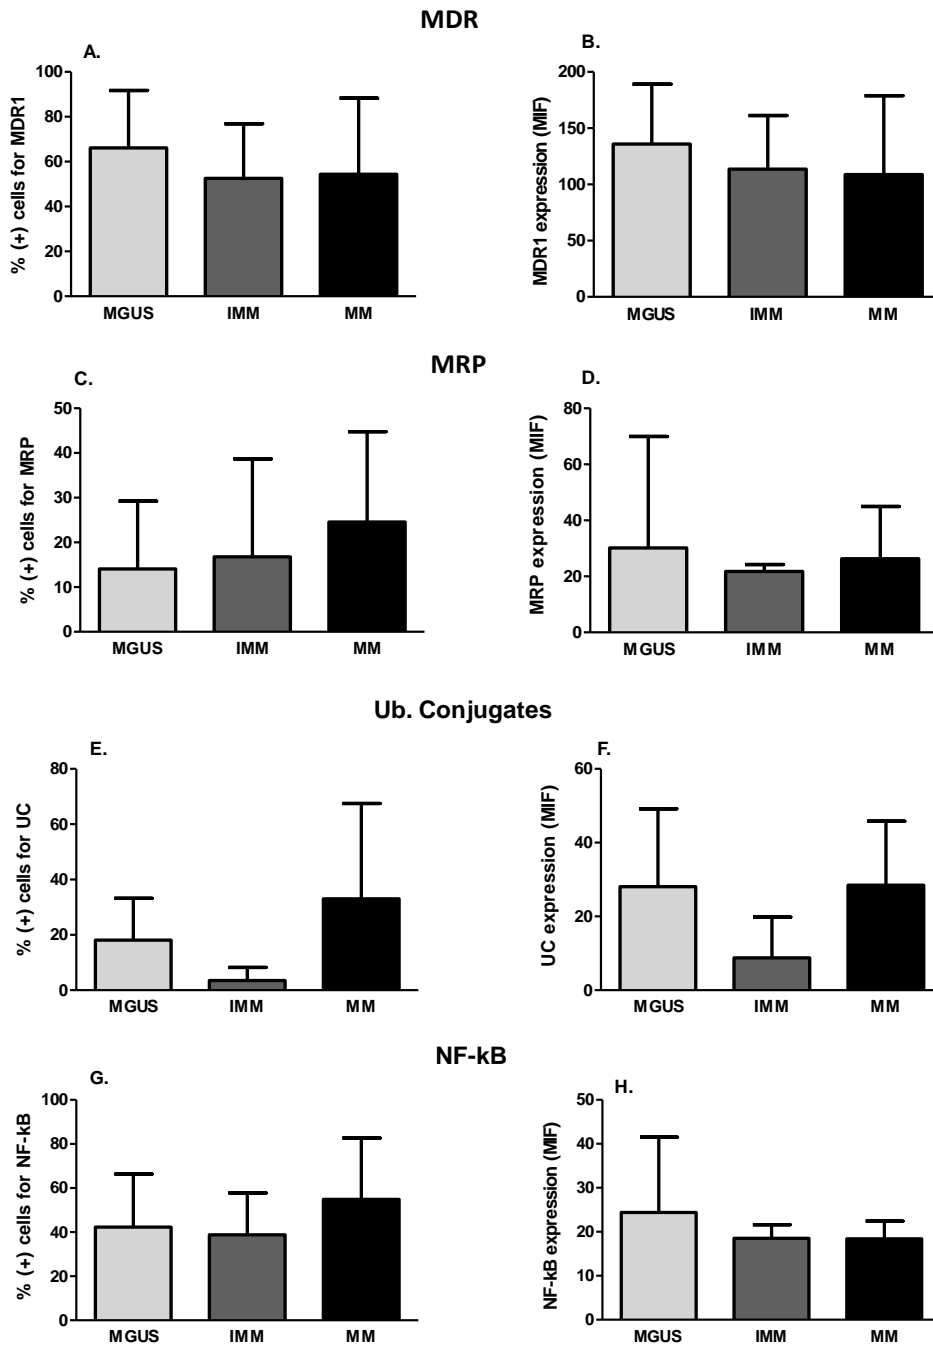 MDR
A.
% (+) cells for MDR1
100
80
60
40
20
0
MGUS IMM MM
B.
MDR1 expression (MIF)
200
150
100
50
0
MGUS IMM MM
MRP
C.
% (+) cells for MRP
50
40
30
20
10
0
MGUS IMM MM
D.
MRP expression (MIF)
80
60
40
20
0
MGUS IMM MM
Ub. Conjugates
E.
% (+) cells for UC
80
60
40
20
0
MGUS IMM MM
F.
UC expression (MIF)
60
40
20
0
MGUS IMM MM
NF-kB
G.
% (+) cells for NF-kB
100
80
60
40
20
0
MGUS IMM MM
H.
NF-kB expression (MIF)
50
40
30
20
10
0
MGUS IMM MM